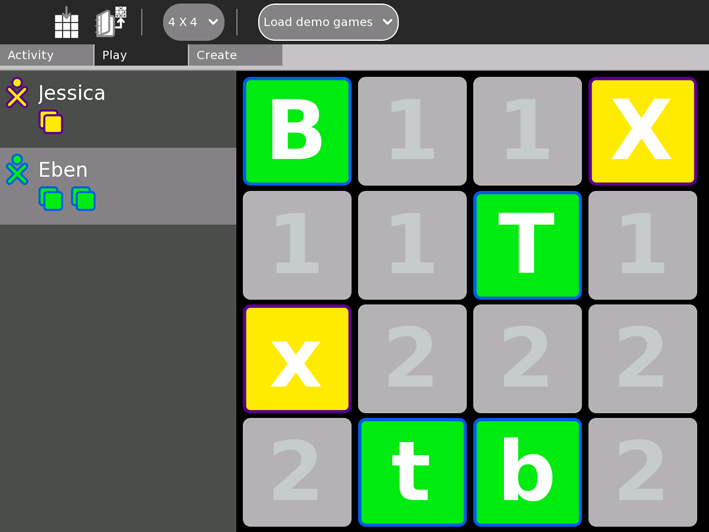 4 X 4 Load demo games
Activity Play Create
Jessica
Eben
B 1 1 X
1 1 T 1
x 2 2 2
2 t b 2